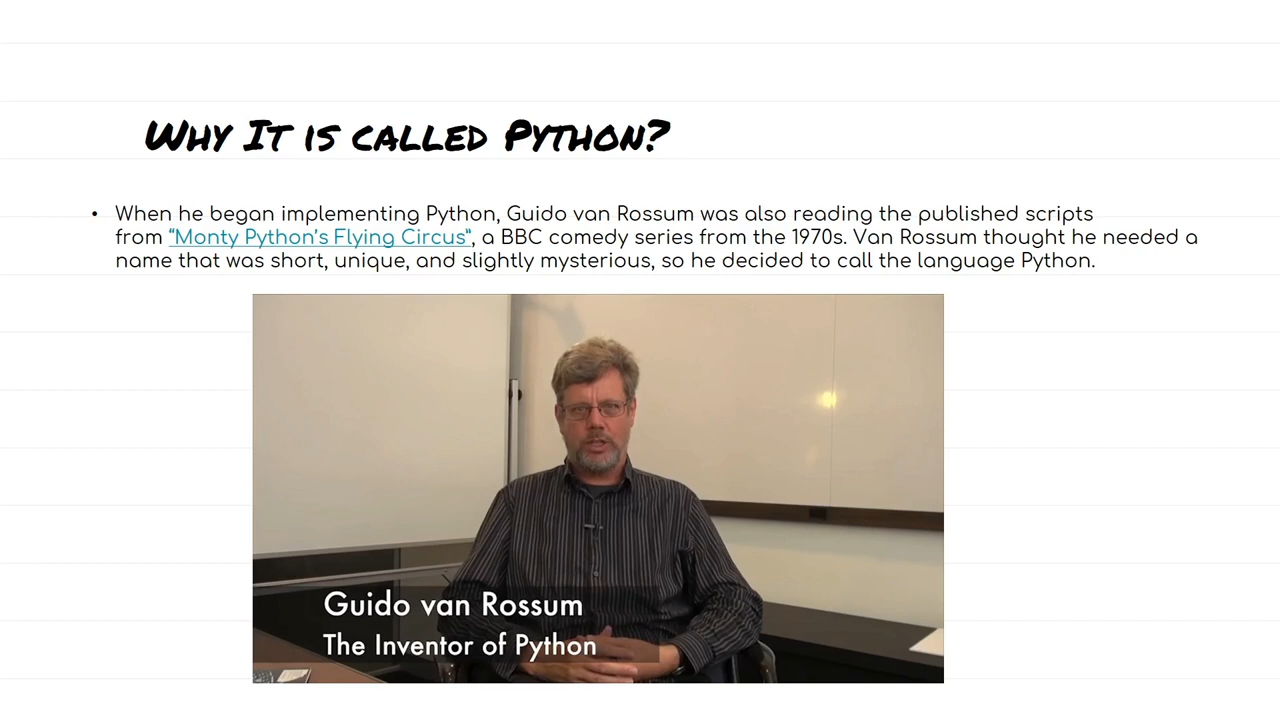 Why It is called Python?
• When he began implementing Python, Guido van Rossum was also reading the published scripts
from “Monty Python’s Flying Circus”, a BBC comedy series from the 1970s. Van Rossum thought he needed a
name that was short, unique, and slightly mysterious, so he decided to call the language Python.
Guido van Rossum
The Inventor of Python